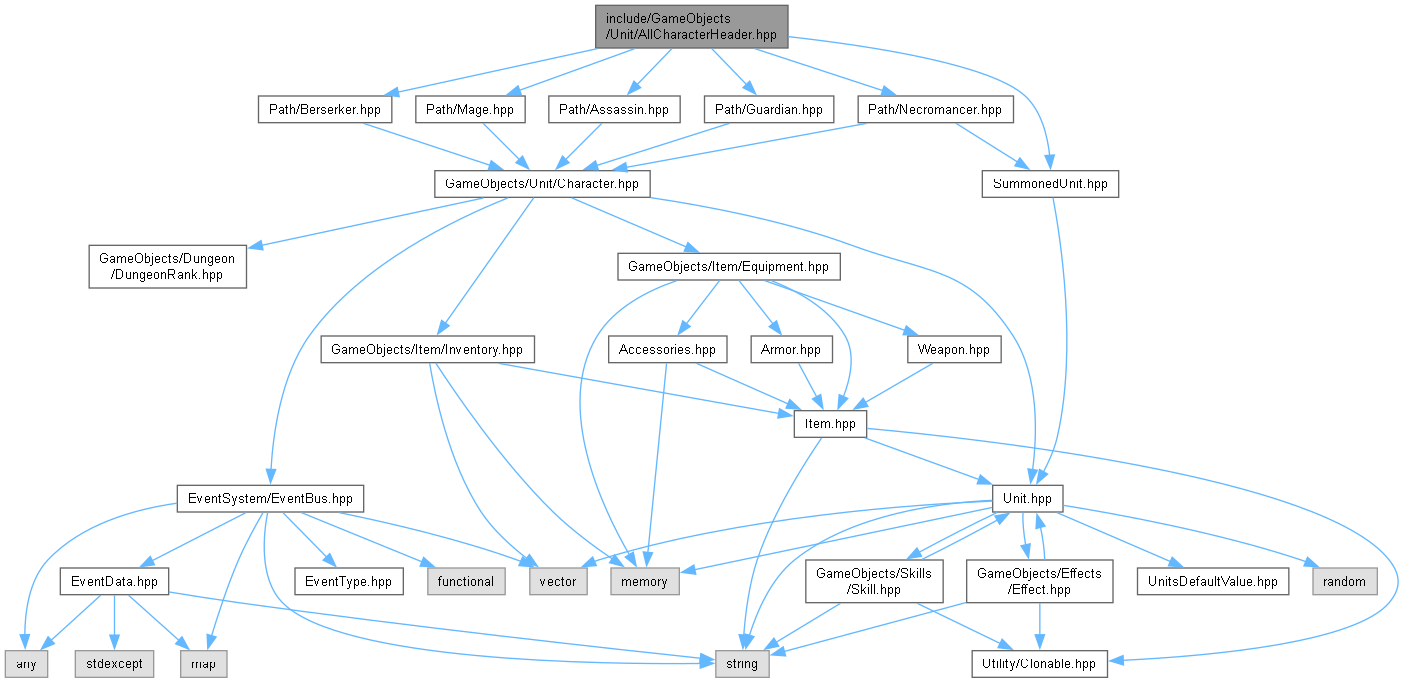 include/GameObjects
/Unit/AllCharacterHeader.hpp
Path/Berserker.hpp
Path/Mage.hpp
Path/Assassin.hpp
Path/Guardian.hpp
Path/Necromancer.hpp
GameObjects/Unit/Character.hpp
SummonedUnit.hpp
GameObjects/Dungeon
/DungeonRank.hpp
GameObjects/Item/Equipment.hpp
GameObjects/Item/Inventory.hpp
Accessories.hpp
Armor.hpp
Weapon.hpp
Item.hpp
EventSystem/EventBus.hpp
Unit.hpp
EventData.hpp
EventType.hpp
functional
vector
memory
GameObjects/Skills
/Skill.hpp
GameObjects/Effects
/Effect.hpp
UnitsDefaultValue.hpp
random
any
stdexcept
map
string
Utility/Clonable.hpp